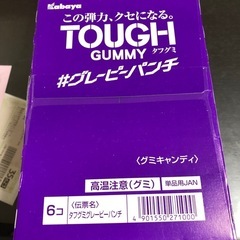 Kabaya
この弾力、クセになる。
TOUGH
GUMMY タフグミ
#グレーピーパンチ
〈グミキャンディ〉
高温注意(グミ) 単品用JAN
6コ
〈伝票名〉
タフグミグレーピーパンチ
4 901550 271000